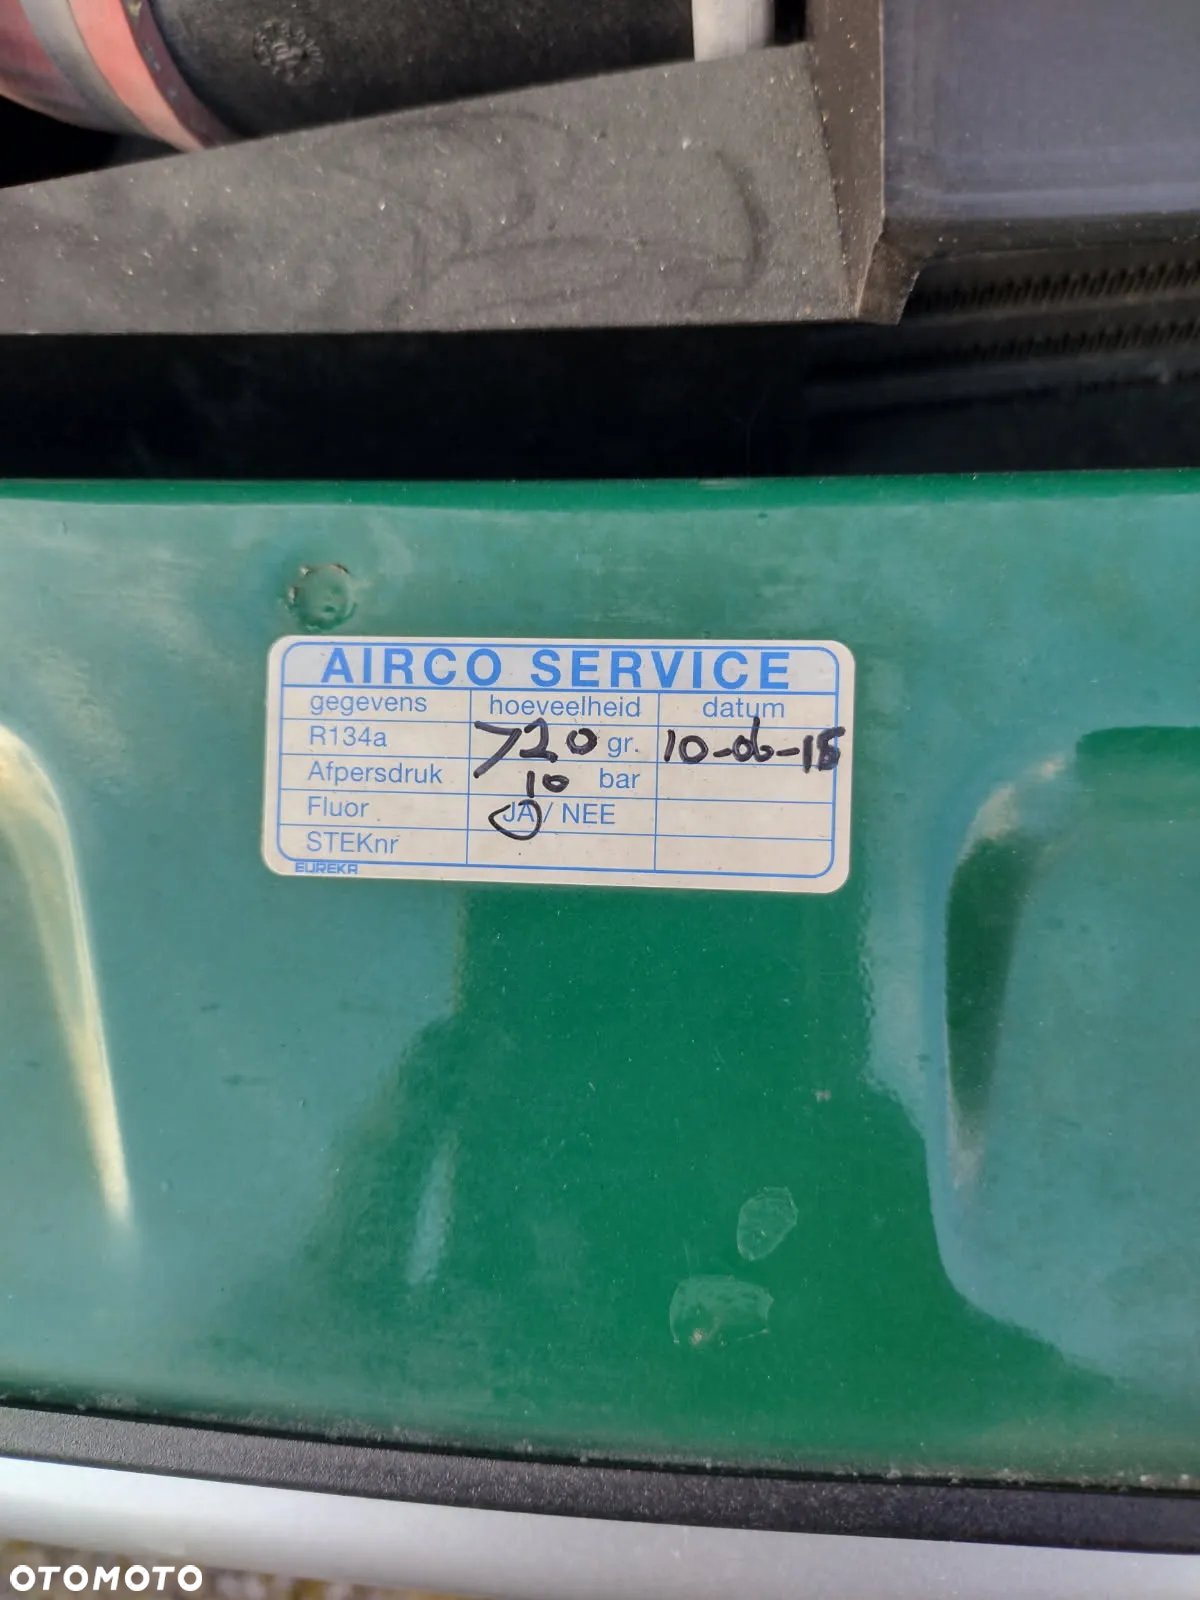 AIRCO SERVICE
gegevens hoeveelheid datum
R134a 720 gr. 10-06-15
Afpersdruk 10 bar
Fluor JA / NEE
STEKnr
EUREKA
OTOMOTO